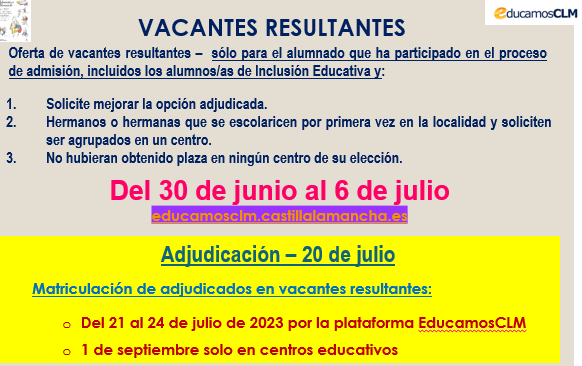 educamosCLM
VACANTES RESULTANTES
Oferta de vacantes resultantes – sólo para el alumnado que ha participado en el proceso
de admisión, incluidos los alumnos/as de Inclusión Educativa y:
1. Solicite mejorar la opción adjudicada.
2. Hermanos o hermanas que se escolaricen por primera vez en la localidad y soliciten
ser agrupados en un centro.
3. No hubieran obtenido plaza en ningún centro de su elección.
Del 30 de junio al 6 de julio
educamosclm.castillalamancha.es
Adjudicación – 20 de julio
Matriculación de adjudicados en vacantes resultantes:
o Del 21 al 24 de julio de 2023 por la plataforma EducamosCLM
o 1 de septiembre solo en centros educativos